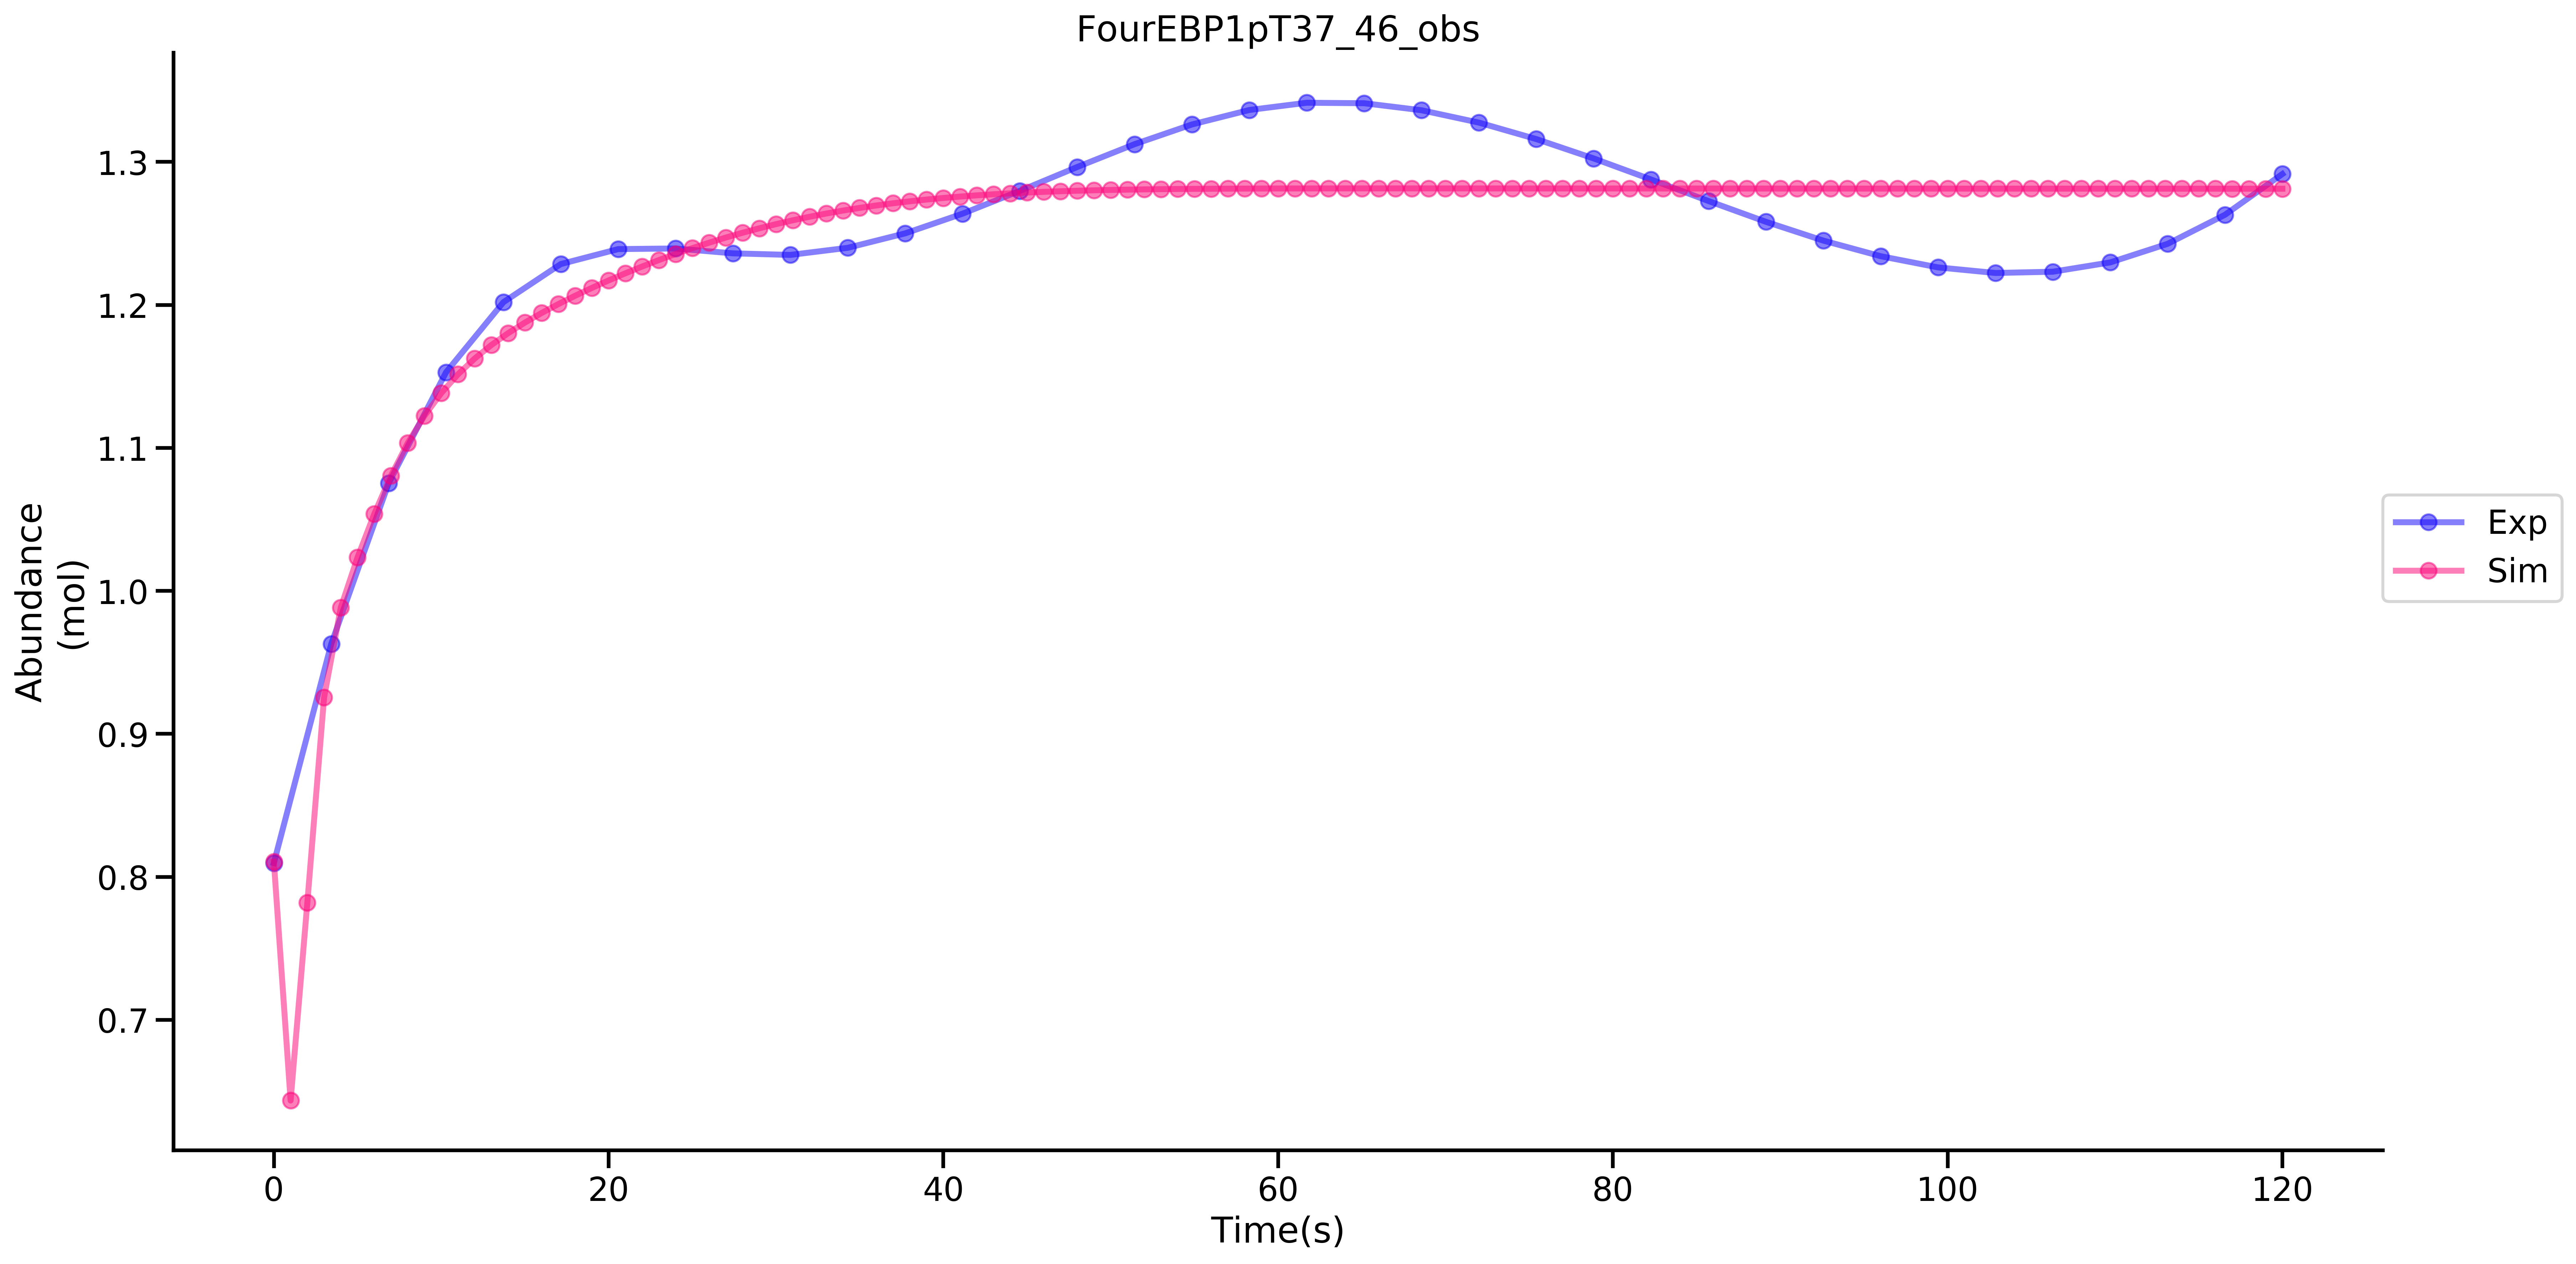 FourEBP1pT37_46_obs
1.3
1.2
1.1
1.0
0.9
0.8
0.7
Abundance
(mol)
0 20 40 60 80 100 120
Time(s)
Exp
Sim